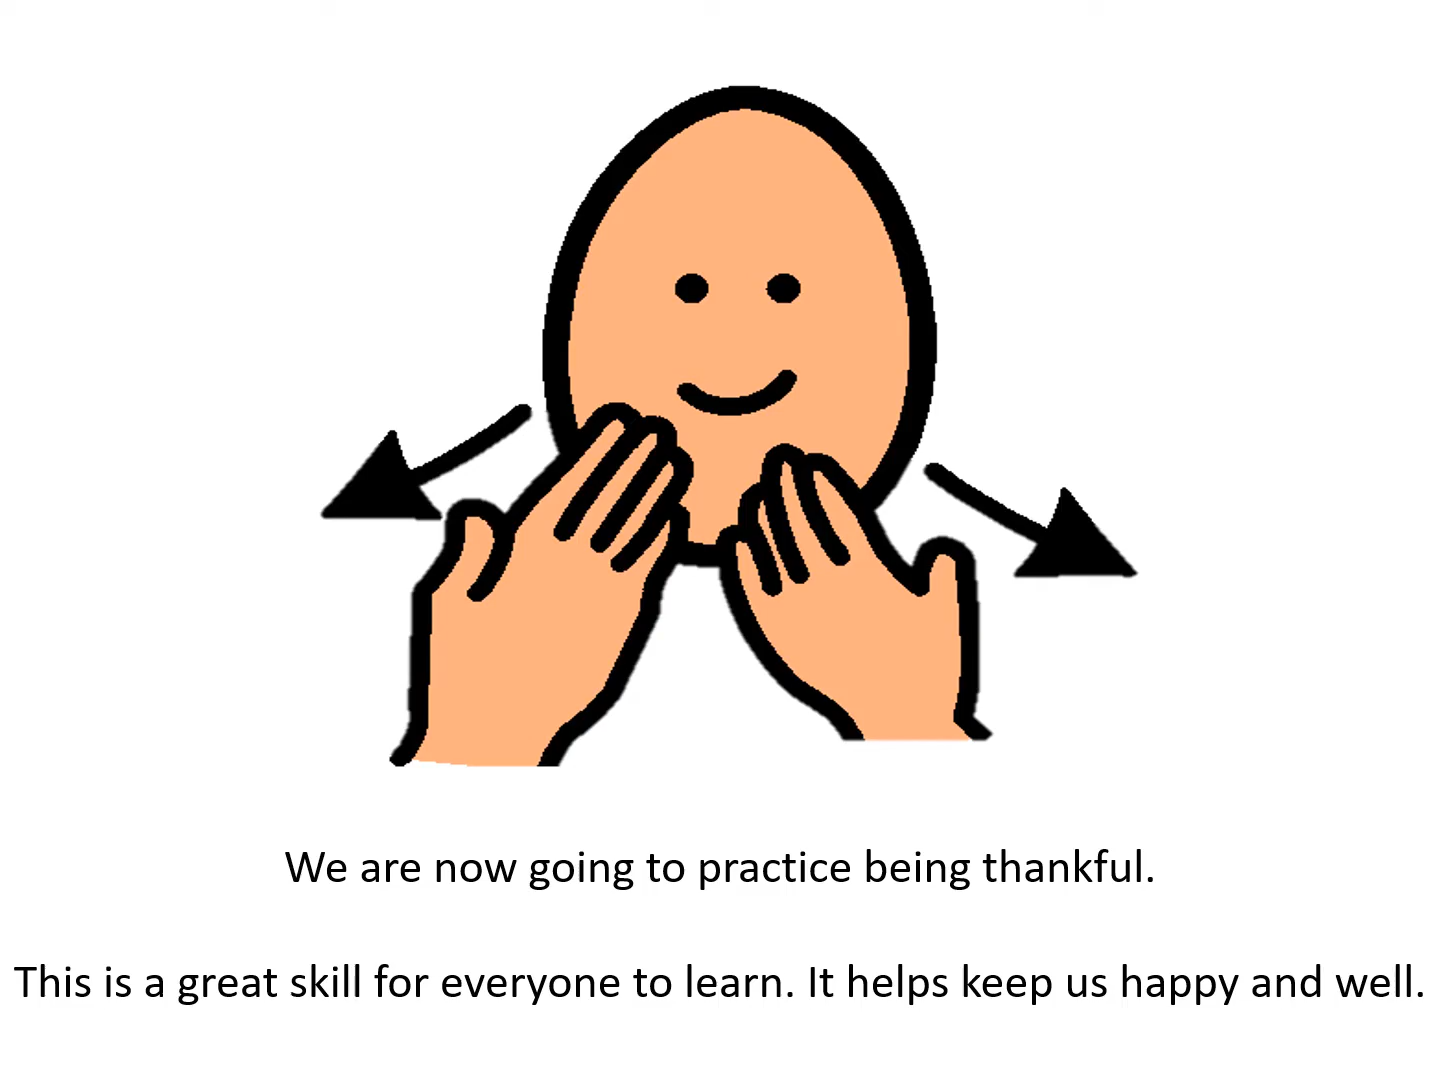 We are now going to practice being thankful.
This is a great skill for everyone to learn. It helps keep us happy and well.